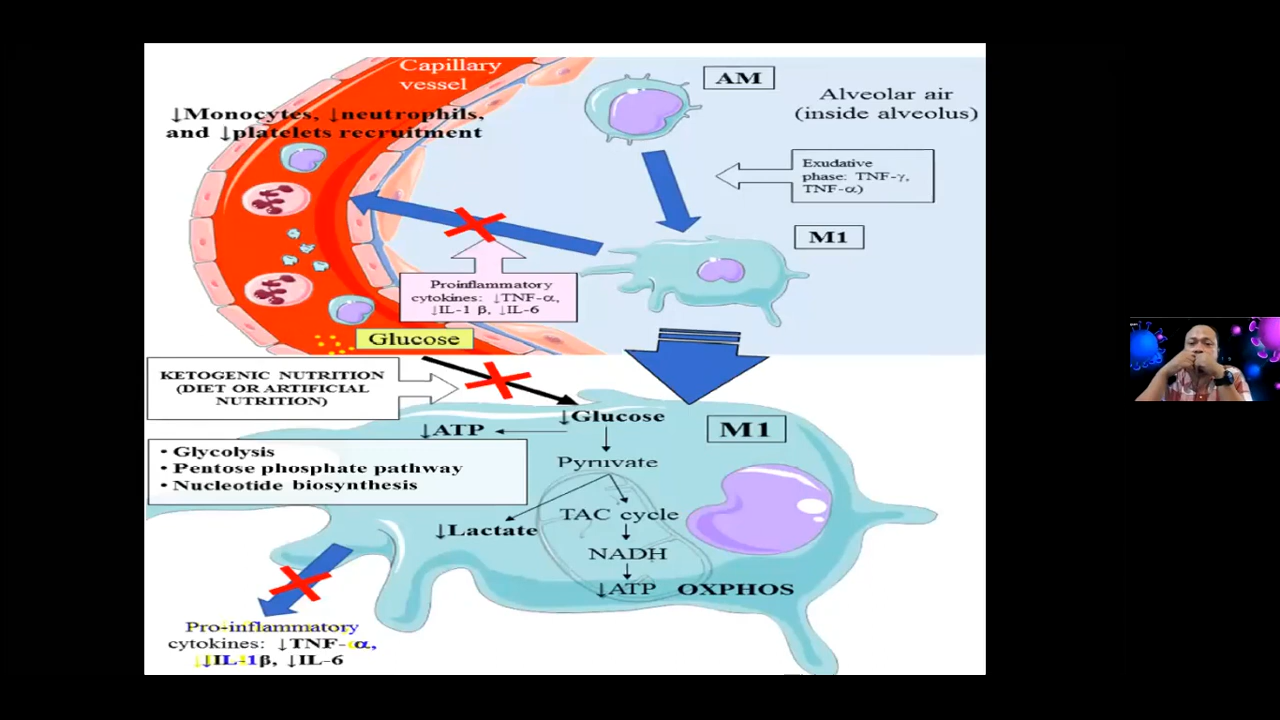 Capillary
vessel
↓Monocytes, ↓neutrophils,
and ↓platelets recruitment
AM
Alveolar air
(inside alveolus)
Exudative
phase: TNF-γ,
TNF-α)
M1
Proinflammatory
cytokines: ↓TNF-α,
↓IL-1 β, ↓IL-6
Glucose
KETOGENIC NUTRITION
(DIET OR ARTIFICIAL
NUTRITION)
↓Glucose
↓ATP
M1
• Glycolysis
• Pentose phosphate pathway
• Nucleotide biosynthesis
Pyruvate
TAC cycle
↓Lactate
NADH
↓ATP OXPHOS
Pro-inflammatory
cytokines: ↓TNF-α,
↓IL-1β, ↓IL-6